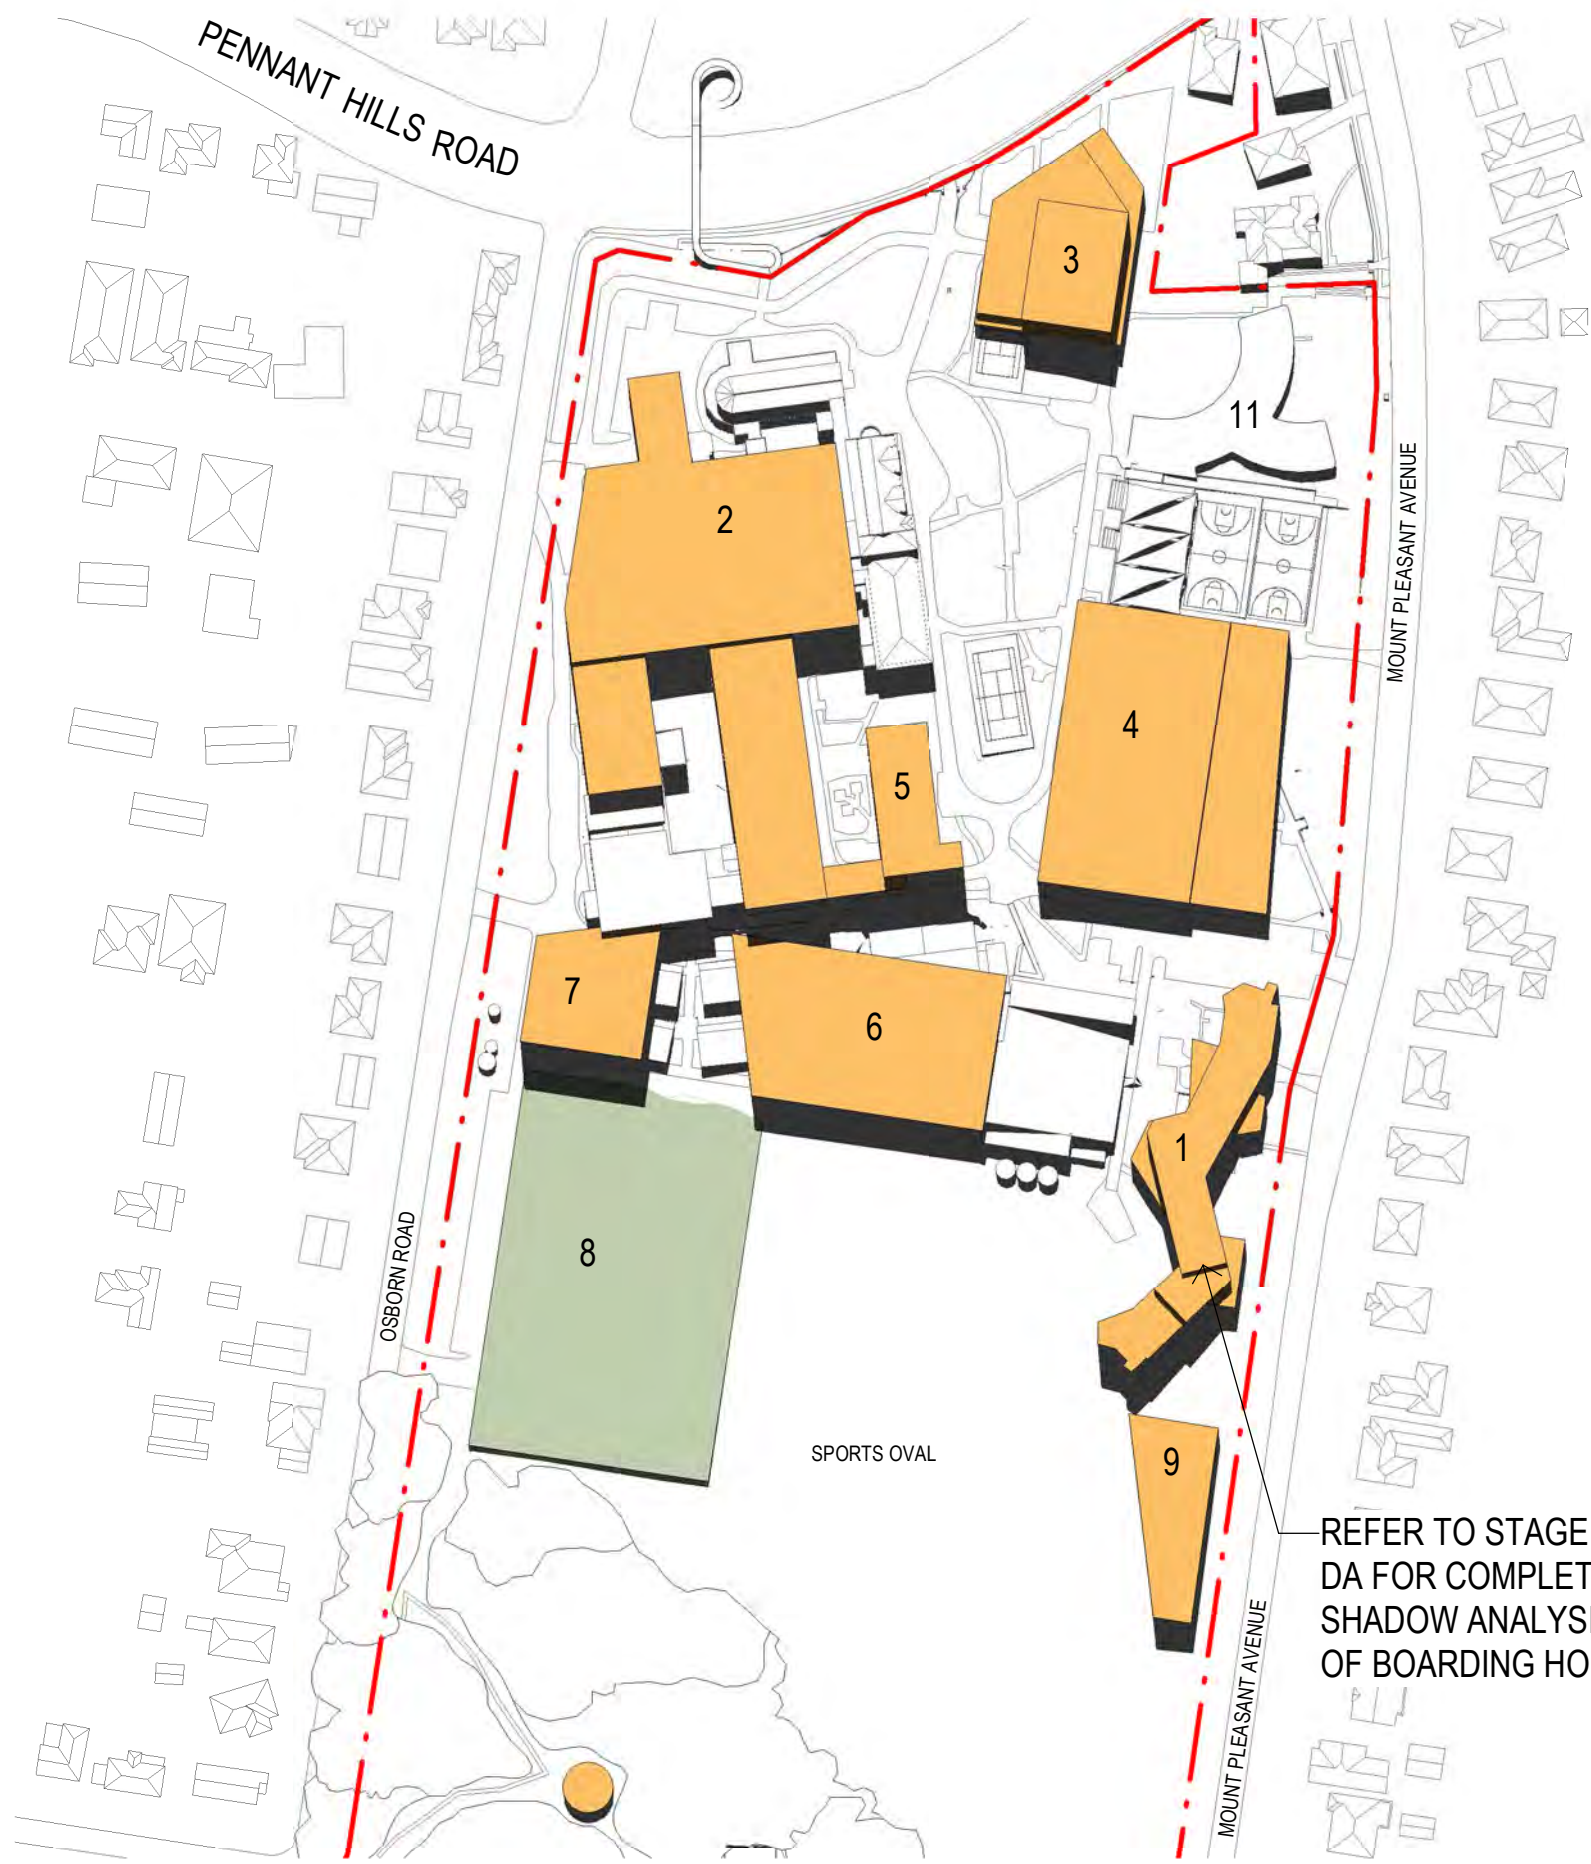 PENNANT HILLS ROAD
3
11
MOUNT PLEASANT AVENUE
2
4
5
7
6
1
8
OSBORN ROAD
SPORTS OVAL
9
REFER TO STAGE
DA FOR COMPLET
SHADOW ANALYSI
OF BOARDING HO
MOUNT PLEASANT AVENUE